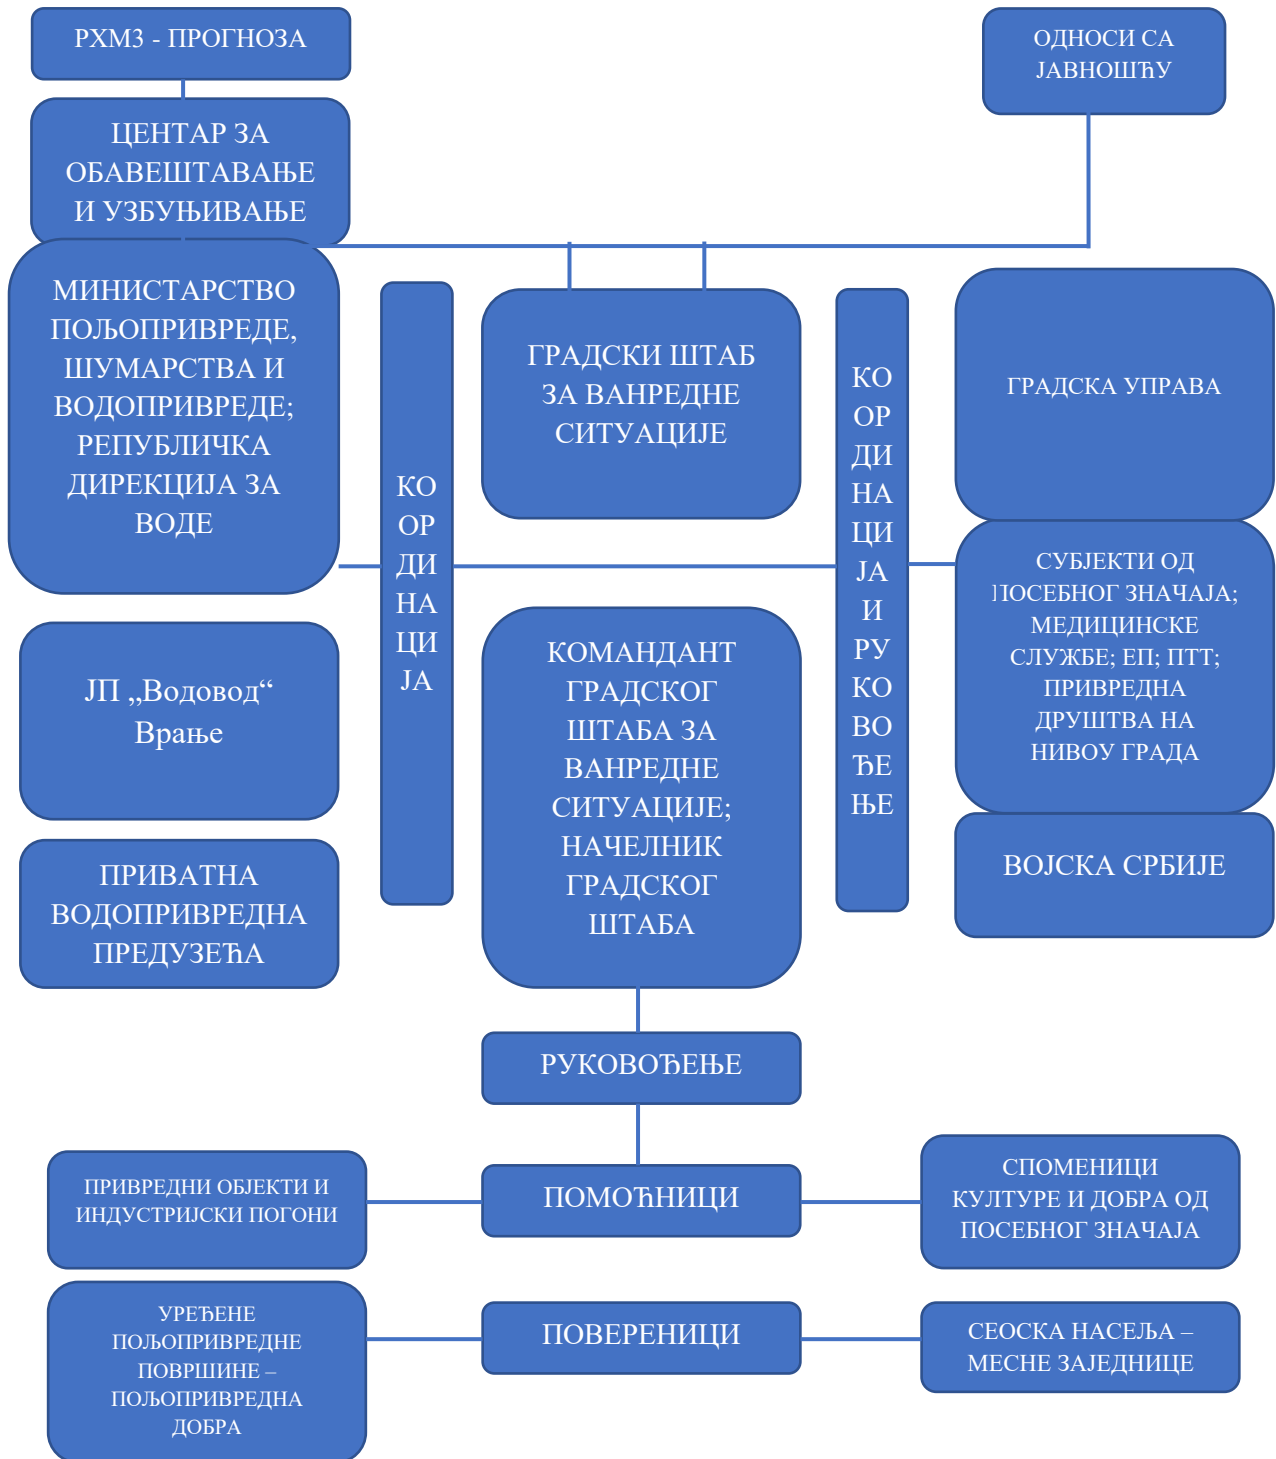 РХМЗ - ПРОГНОЗА
ОДНОСИ СА
ЈАВНОШЋУ
ЦЕНТАР ЗА
ОБАВЕШТАВАЊЕ
И УЗБУЊИВАЊЕ
МИНИСТАРСТВО
ПОЉОПРИВРЕДЕ,
ШУМАРСТВА И
ВОДОПРИВРЕДЕ;
РЕПУБЛИЧКА
ДИРЕКЦИЈА ЗА
ВОДЕ
КО
ОР
ДИ
НА
ЦИ
ЈА
ГРАДСКИ ШТАБ
ЗА ВАНРЕДНЕ
СИТУАЦИЈЕ
КО
ОР
ДИ
НА
ЦИ
ЈА
И
РУ
КО
ВО
ЂЕ
ЊЕ
ГРАДСКА УПРАВА
СУБЈЕКТИ ОД
ПОСЕБНОГ ЗНАЧАЈА;
МЕДИЦИНСКЕ
СЛУЖБЕ; ЕП; ПТТ;
ПРИВРЕДНА
ДРУШТВА НА
НИВОУ ГРАДА
ЈП „Водовод“
Врање
КОМАНДАНТ
ГРАДСКОГ
ШТАБА ЗА
ВАНРЕДНЕ
СИТУАЦИЈЕ;
НАЧЕЛНИК
ГРАДСКОГ
ШТАБА
ПРИВАТНА
ВОДОПРИВРЕДНА
ПРЕДУЗЕЋА
ВОЈСКА СРБИЈЕ
РУКОВОЂЕЊЕ
ПРИВРЕДНИ ОБЈЕКТИ И
ИНДУСТРИЈСКИ ПОГОНИ
ПОМОЋНИЦИ
СПОМЕНИЦИ
КУЛТУРЕ И ДОБРА ОД
ПОСЕБНОГ ЗНАЧАЈА
УРЕЂЕНЕ
ПОЉОПРИВРЕДНЕ
ПОВРШИНЕ –
ПОЉОПРИВРЕДНА
ДОБРА
ПОВЕРЕНИЦИ
СЕОСКА НАСЕЉА –
МЕСНЕ ЗАЈЕДНИЦЕ